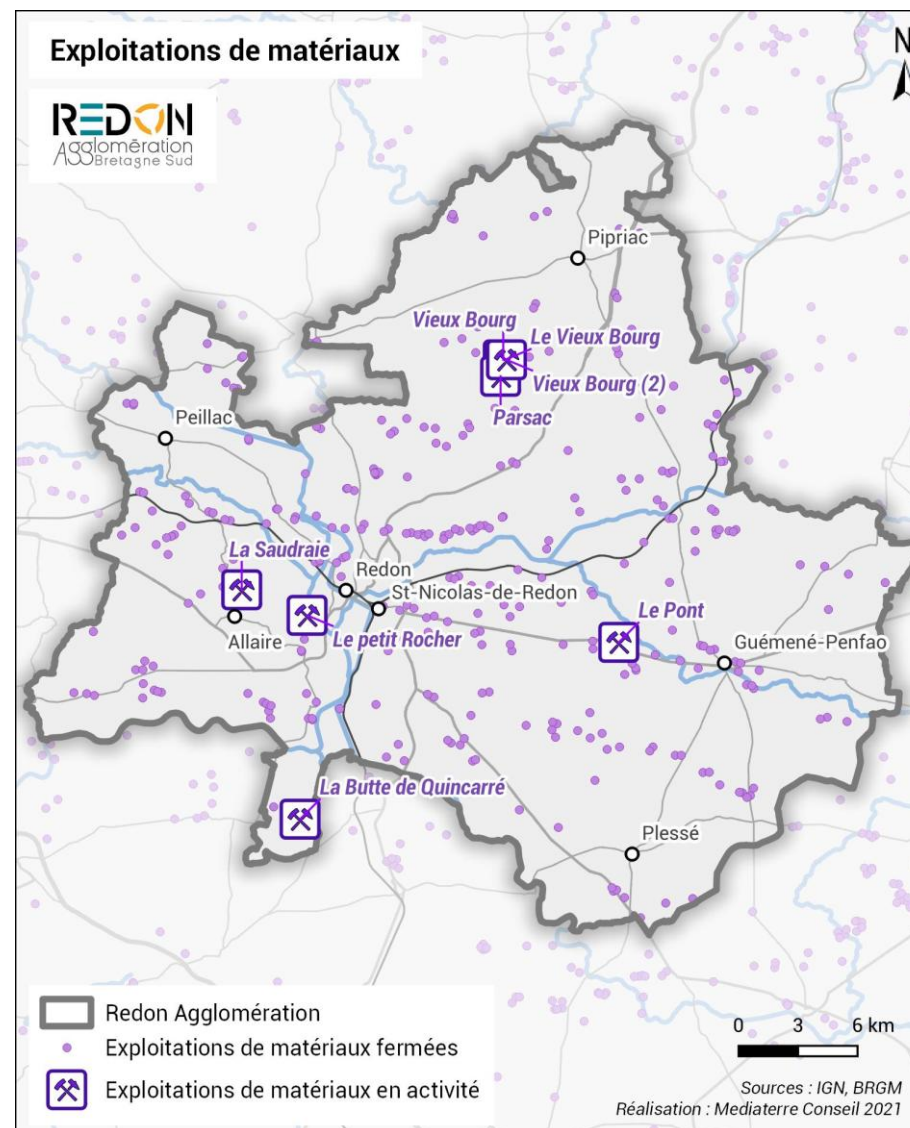 Exploitations de matériaux
N
REDON
Agglomération
Bretagne Sud
Pipriac
Vieux Bourg
Le Vieux Bourg
Vieux Bourg (2)
Parsac
Peillac
La Saudraie
Redon
St-Nicolas-de-Redon
Allaire
Le petit Rocher
Le Pont
Guémené-Penfao
La Butte de Quincarré
Plessé
Redon Agglomération
Exploitations de matériaux fermées
Exploitations de matériaux en activité
0 3 6 km
Sources : IGN, BRGM
Réalisation : Mediaterre Conseil 2021